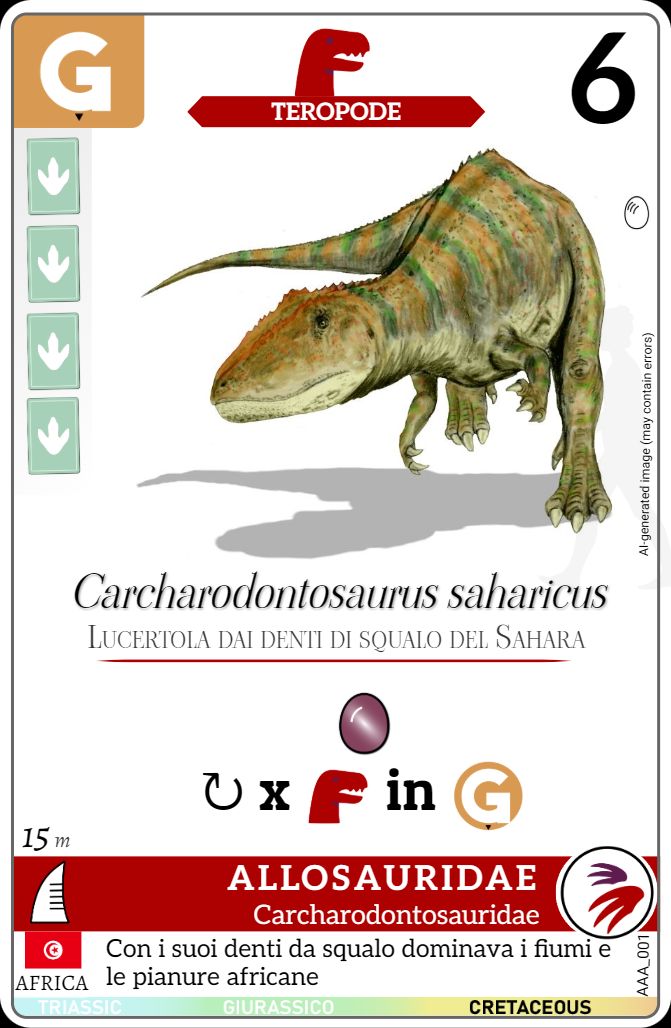 G
TEROPODE
6
AI-generated image (may contain errors)
Carcharodontosaurus saharicus
Lucertola dai denti di squalo del Sahara
x in G
15 m
ALLOSAURIDAE
Carcharodontosauridae
Con i suoi denti da squalo dominava i fiumi e
le pianure africane
AFRICA
AAA_001
TRIASSIC GIURASSICO CRETACEOUS